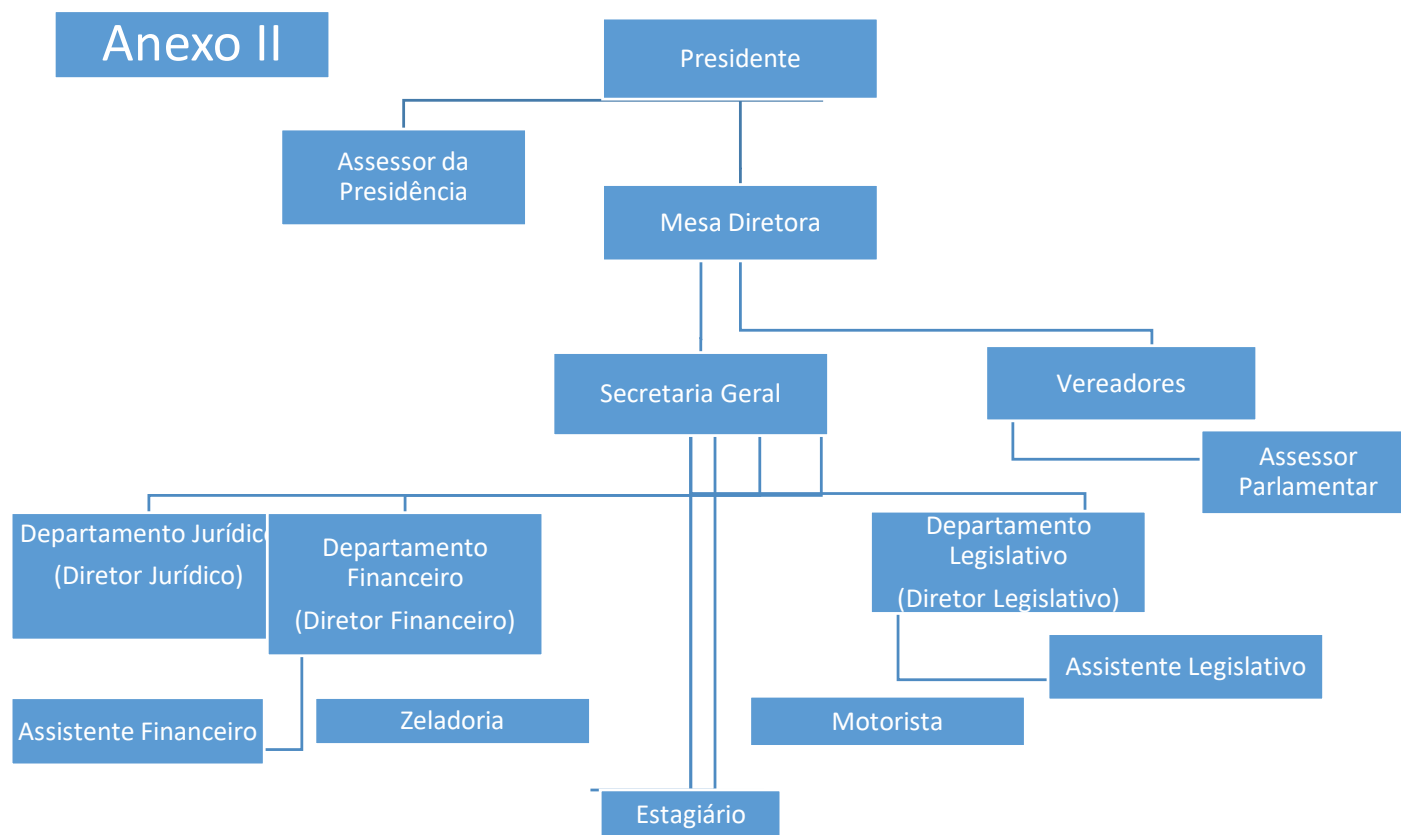 Anexo II
Presidente
Assessor da
Presidência
Mesa Diretora
Secretaria Geral
Vereadores
Assessor
Parlamentar
Departamento Jurídic
(Diretor Jurídico)
Departamento
Financeiro
(Diretor Financeiro)
Departamento
Legislativo
(Diretor Legislativo)
Assistente Legislativo
Assistente Financeiro
Zeladoria
Motorista
Estagiário